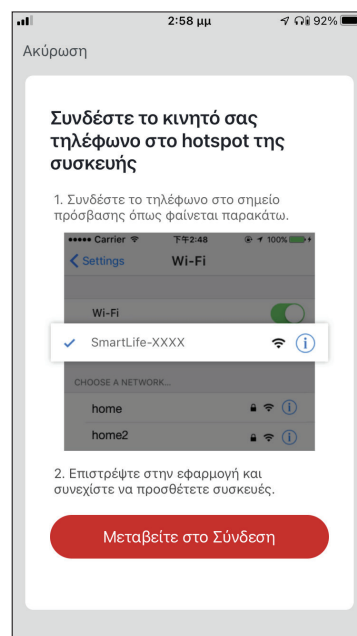 2:58 μμ
92%
Ακύρωση
Συνδέστε το κινητό σας
τηλέφωνο στο hotspot της
συσκευής
1. Συνδέστε το τηλέφωνο στο σημείο
πρόσβασης όπως φαίνεται παρακάτω.
Carrier
下午2:48
100%
Settings
Wi-Fi
Wi-Fi
SmartLife-XXXX
CHOOSE A NETWORK...
home
home2
2. Επιστρέψτε στην εφαρμογή και
συνεχίστε να προσθέτετε συσκευές.
Μεταβείτε στο Σύνδεση